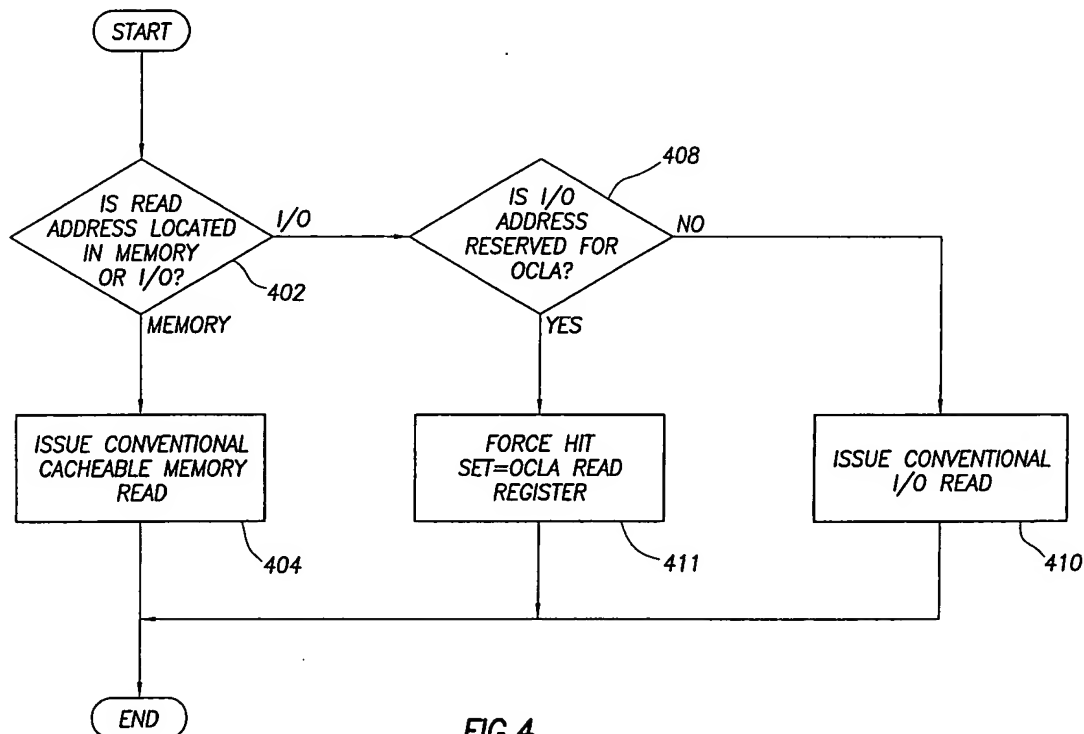 START
IS READ
ADDRESS LOCATED
IN MEMORY
OR I/O?
402
I/O
MEMORY
IS I/O
ADDRESS
RESERVED FOR
OCLA?
408
NO
YES
ISSUE CONVENTIONAL
CACHEABLE MEMORY
READ
404
FORCE HIT
SET=OCLA READ
REGISTER
411
ISSUE CONVENTIONAL
I/O READ
410
END
FIG.4